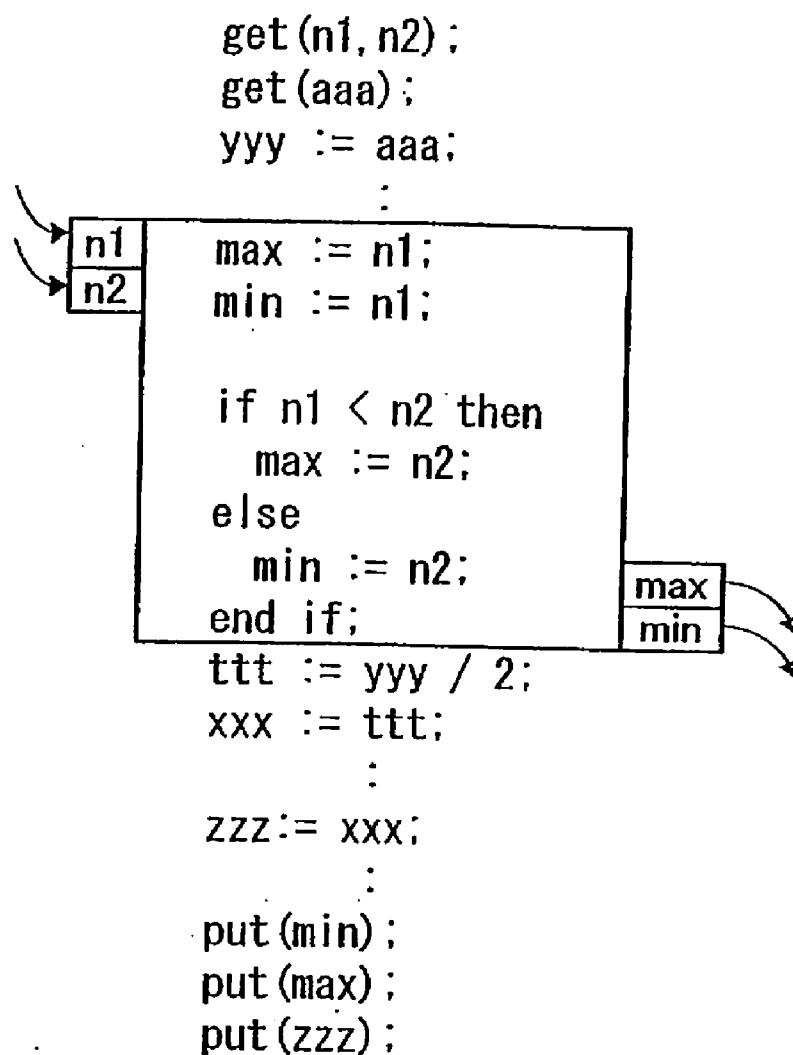 get(n1,n2);
get(aaa);
yyy := aaa;
:
n1
n2
max := n1;
min := n1;
if n1 < n2 then
max := n2;
else
min := n2;
end if;
max
min
ttt := yyy / 2;
xxx := ttt;
:
zzz:= xxx;
:
put(min);
put(max);
put(zzz);